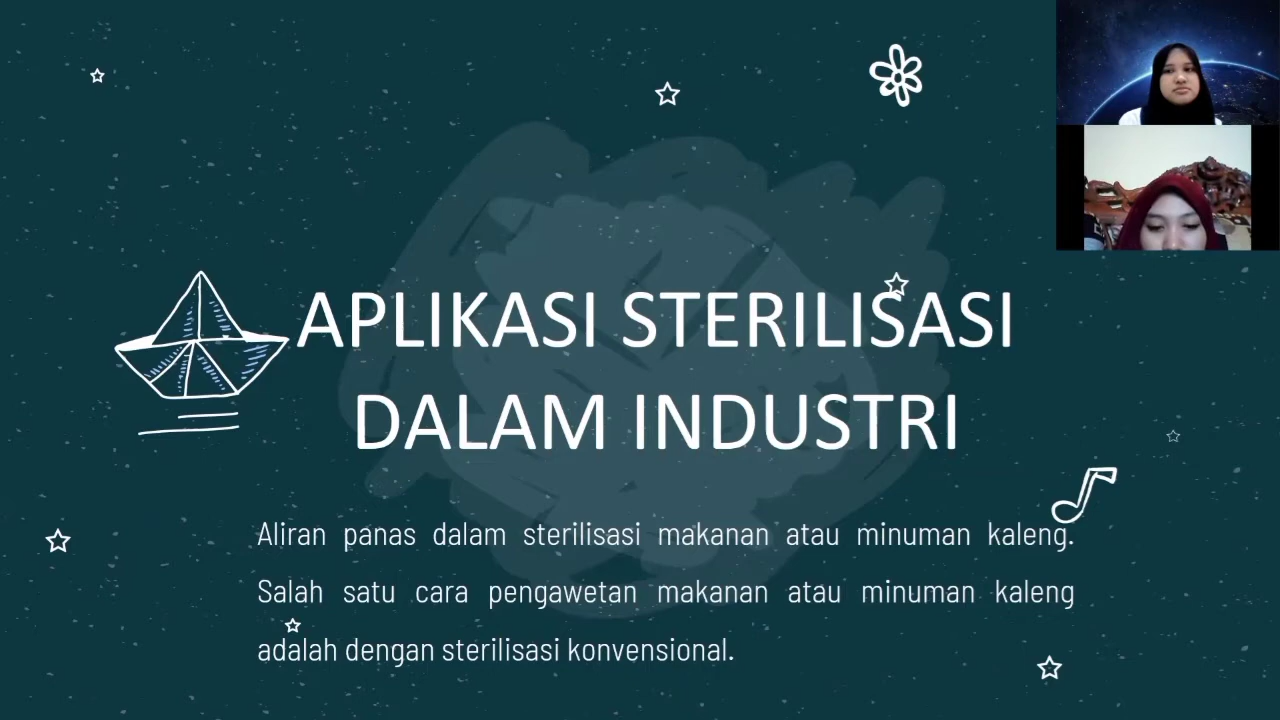 APLIKASI STERILISASI
DALAM INDUSTRI
Aliran panas dalam sterilisasi makanan atau minuman kaleng.
Salah satu cara pengawetan makanan atau minuman kaleng
adalah dengan sterilisasi konvensional.